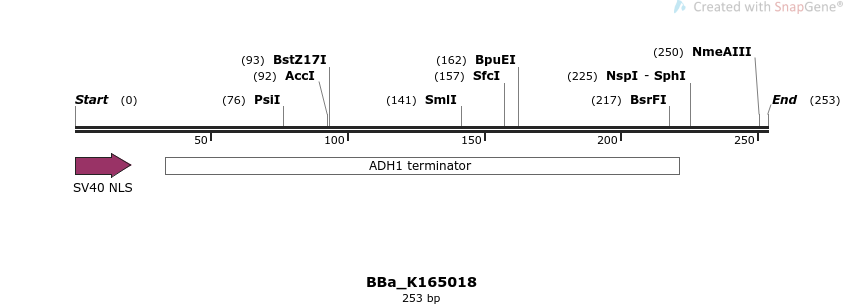 Created with SnapGene®
(250) NmeAIII
(93) BstZ17I
(162) BpuEI
(92) AccI
(157) SfcI
(225) NspI - SphI
Start (0)
(76) PsiI
(141) SmlI
(217) BsrFI
End (253)
50
100
150
200
250
ADH1 terminator
SV40 NLS
BBa_K165018
253 bp